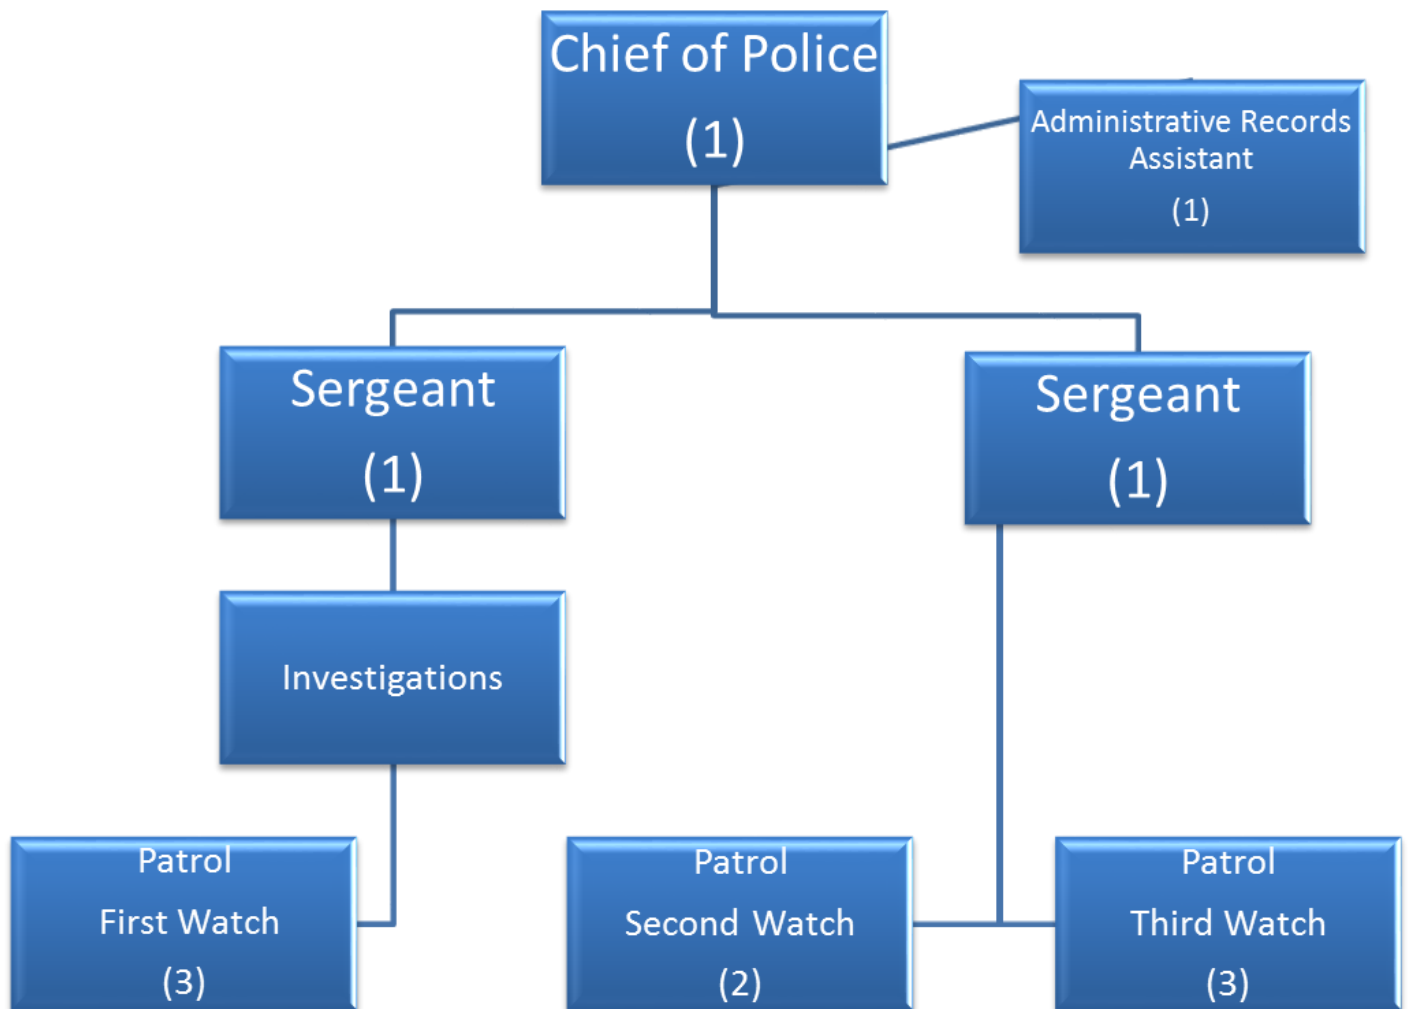 Chief of Police
(1)
Administrative Records
Assistant
(1)
Sergeant
(1)
Sergeant
(1)
Investigations
Patrol
First Watch
(3)
Patrol
Second Watch
(2)
Patrol
Third Watch
(3)